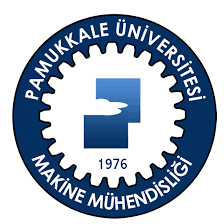 PAMUKKALE ÜNİVERSİTESİ
1976
MAKİNE MÜHENDİSLİĞİ